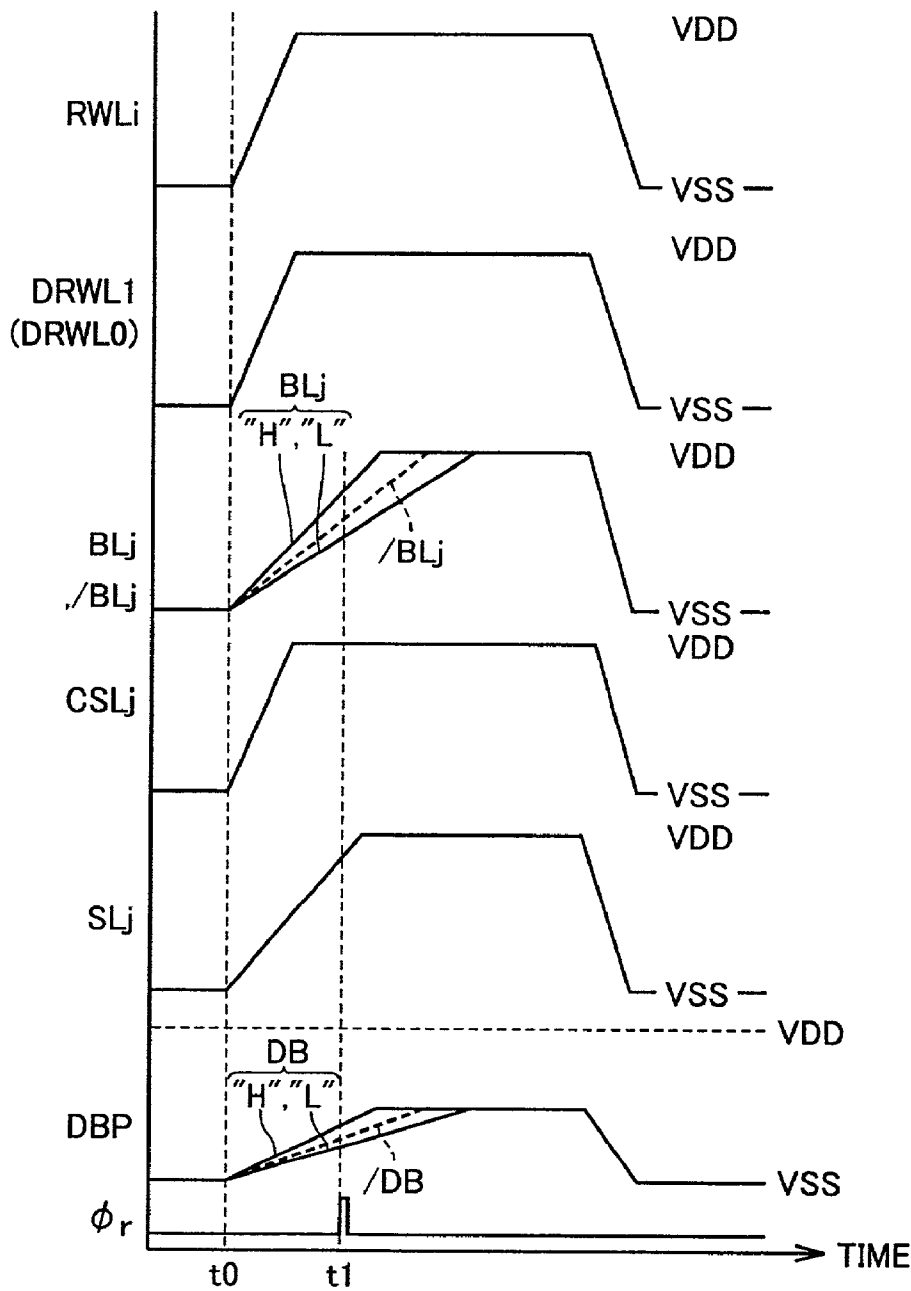 VDD
RWLi
VSS
VDD
DRWL1
(DRWL0)
BLj
VSS
"H", "L"
VDD
BLj
,/BLj
/BLj
VSS
VDD
CSLj
VSS
VDD
SLj
VSS
VDD
DB
"H", "L"
DBP
/DB
VSS
ϕr
TIME
t0 t1